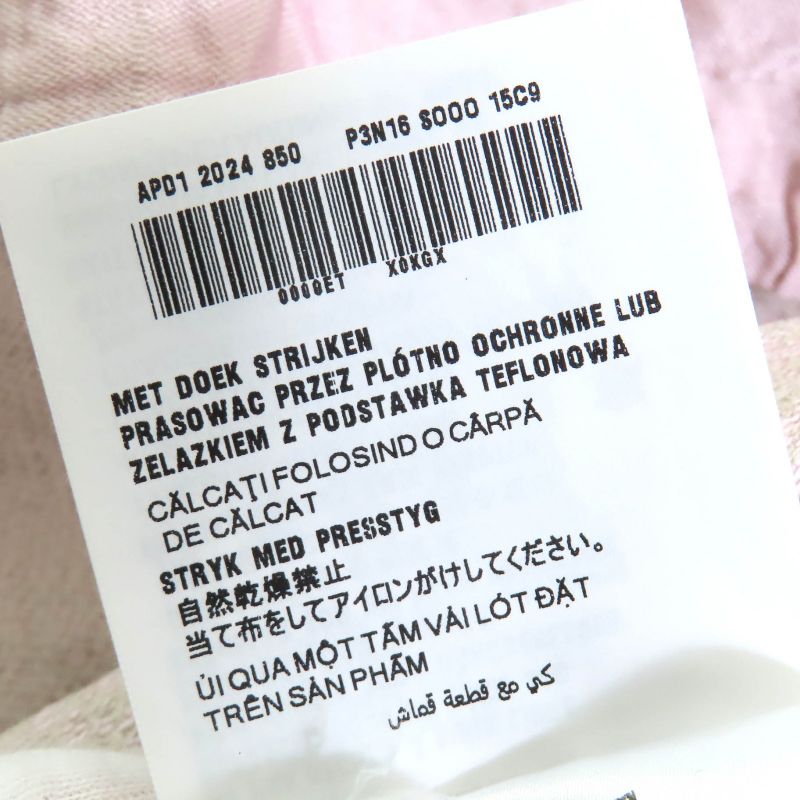 APD1 2024 850 P3N16 S000 15C9
0000ET X0XGX
MET DOEK STRIJKEN
PRASOWAC PRZEZ PLÓTNO OCHRONNE LUB
ZELAZKIEM Z PODSTAWKA TEFLONOWA
CĂLCAŢI FOLOSIND O CÂRPĂ
DE CĂLCAT
STRYK MED PRESSTYG
自然乾燥禁止
当て布をしてアイロンがけしてください。
ỦI QUA MỘT TẤM VẢI LÓT ĐẶT
TRÊN SẢN PHẨM
كي مع قطعة قماش